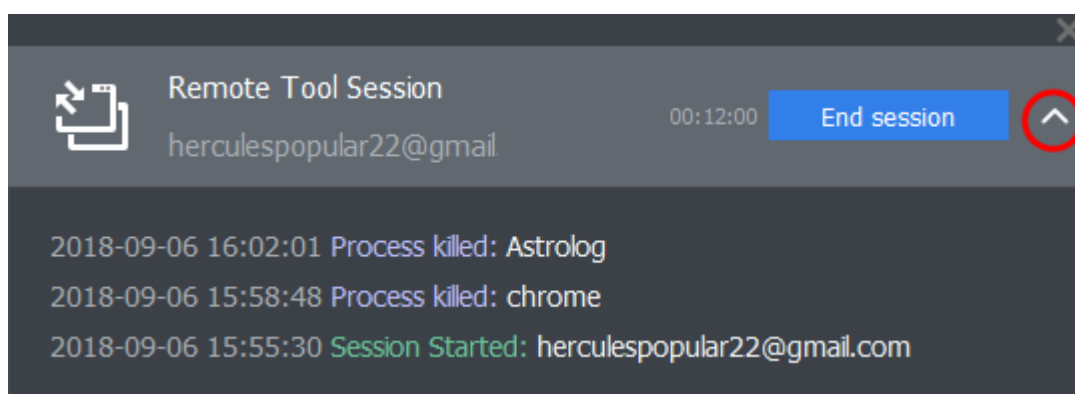 Remote Tool Session
herculespopular22@gmail.
00:12:00
End session
2018-09-06 16:02:01 Process killed: Astrolog
2018-09-06 15:58:48 Process killed: chrome
2018-09-06 15:55:30 Session Started: herculespopular22@gmail.com